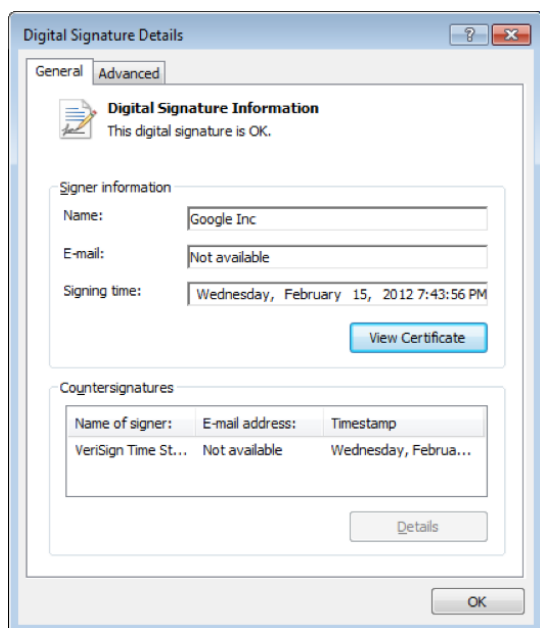 Digital Signature Details
General Advanced
Digital Signature Information
This digital signature is OK.
Signer information
Name: Google Inc
E-mail: Not available
Signing time: Wednesday, February 15, 2012 7:43:56 PM
View Certificate
Countersignatures
Name of signer: E-mail address: Timestamp
VeriSign Time St... Not available Wednesday, Februa...
Details
OK